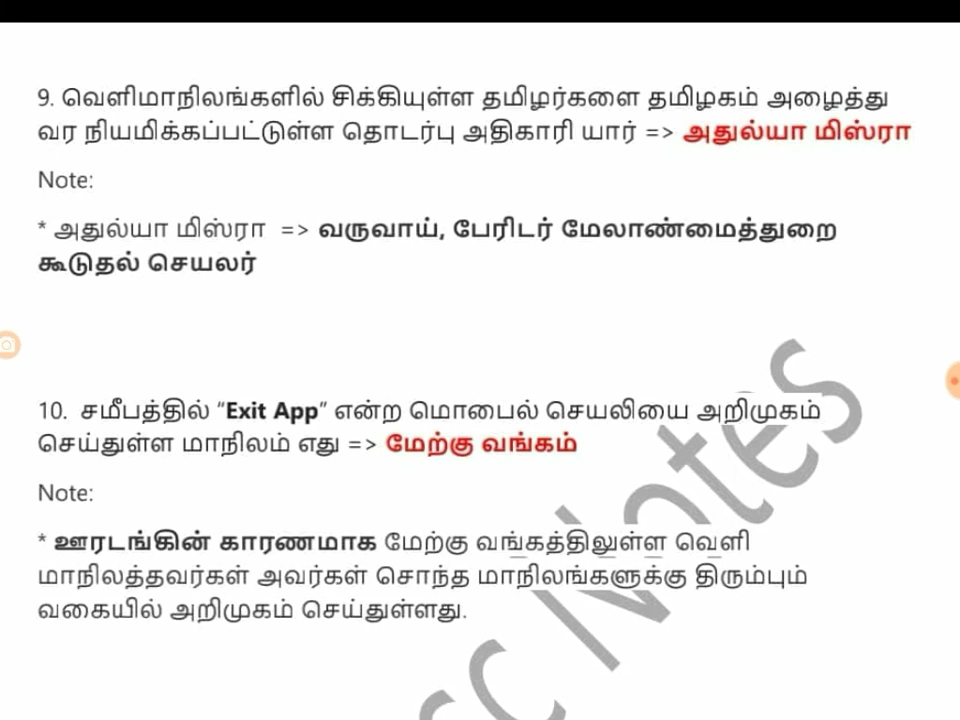 9. வெளிமாநிலங்களில் சிக்கியுள்ள தமிழர்களை தமிழகம் அழைத்து
வர நியமிக்கப்பட்டுள்ள தொடர்பு அதிகாரி யார் => அதுல்யா மிஸ்ரா
Note:
* அதுல்யா மிஸ்ரா => வருவாய், பேரிடர் மேலாண்மைத்துறை
கூடுதல் செயலர்
10. சமீபத்தில் “Exit App” என்ற மொபைல் செயலியை அறிமுகம்
செய்துள்ள மாநிலம் எது => மேற்கு வங்கம்
Note:
* ஊரடங்கின் காரணமாக மேற்கு வங்கத்திலுள்ள வெளி
மாநிலத்தவர்கள் அவர்கள் சொந்த மாநிலங்களுக்கு திரும்பும்
வகையில் அறிமுகம் செய்துள்ளது.
sc Notes